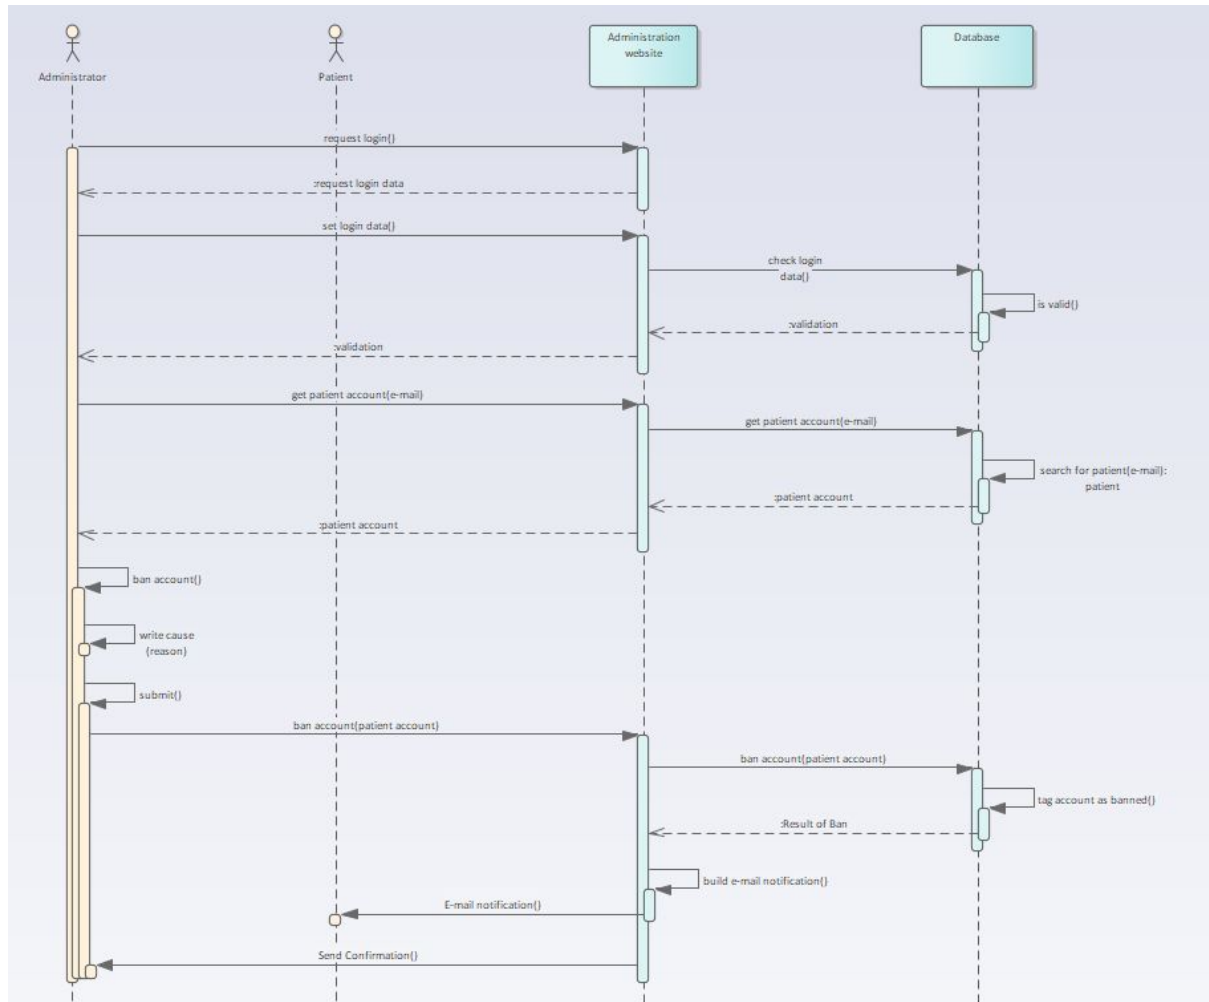 Administrator
Patient
Administration
website
Database
request login()
:request login data
set login data()
check login
data()
is valid()
:validation
:validation
get patient account(e-mail)
get patient account(e-mail)
search for patient(e-mail):
patient
:patient account
:patient account
ban account()
write cause
(reason)
submit()
ban account(patient account)
ban account(patient account)
tag account as banned()
:Result of Ban
build e-mail notification()
E-mail notification()
Send Confirmation()